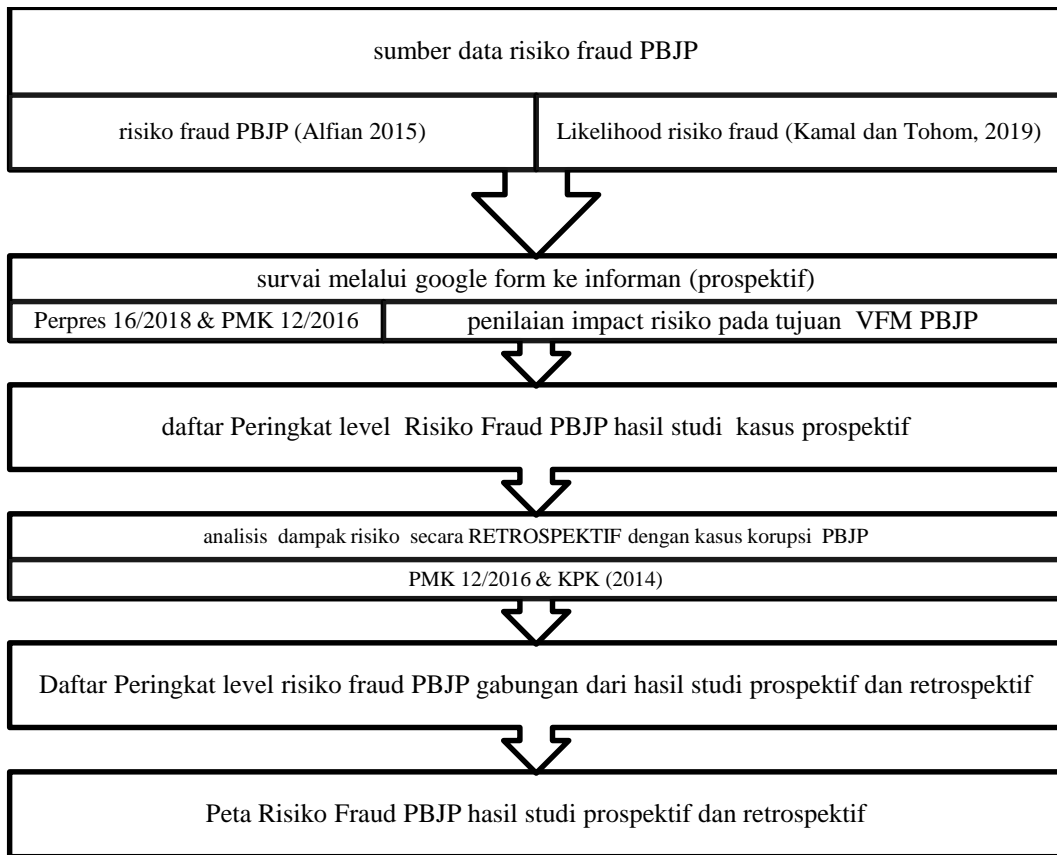 sumber data risiko fraud PBJP
risiko fraud PBJP (Alfian 2015)
Likelihood risiko fraud (Kamal dan Tohom, 2019)
survai melalui google form ke informan (prospektif)
Perpres 16/2018 & PMK 12/2016
penilaian impact risiko pada tujuan VFM PBJP
daftar Peringkat level Risiko Fraud PBJP hasil studi kasus prospektif
analisis dampak risiko secara RETROSPEKTIF dengan kasus korupsi PBJP
PMK 12/2016 & KPK (2014)
Daftar Peringkat level risiko fraud PBJP gabungan dari hasil studi prospektif dan retrospektif
Peta Risiko Fraud PBJP hasil studi prospektif dan retrospektif